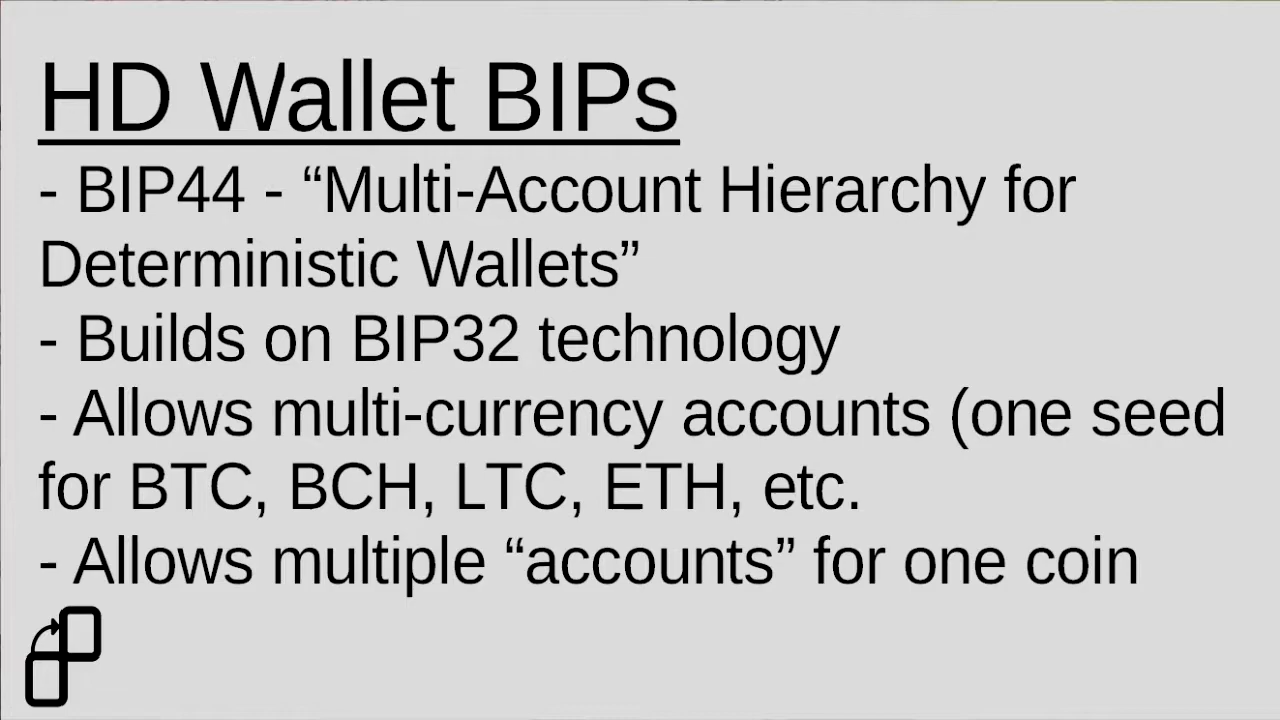 HD Wallet BIPs
- BIP44 - “Multi-Account Hierarchy for
Deterministic Wallets”
- Builds on BIP32 technology
- Allows multi-currency accounts (one seed
for BTC, BCH, LTC, ETH, etc.
- Allows multiple “accounts” for one coin